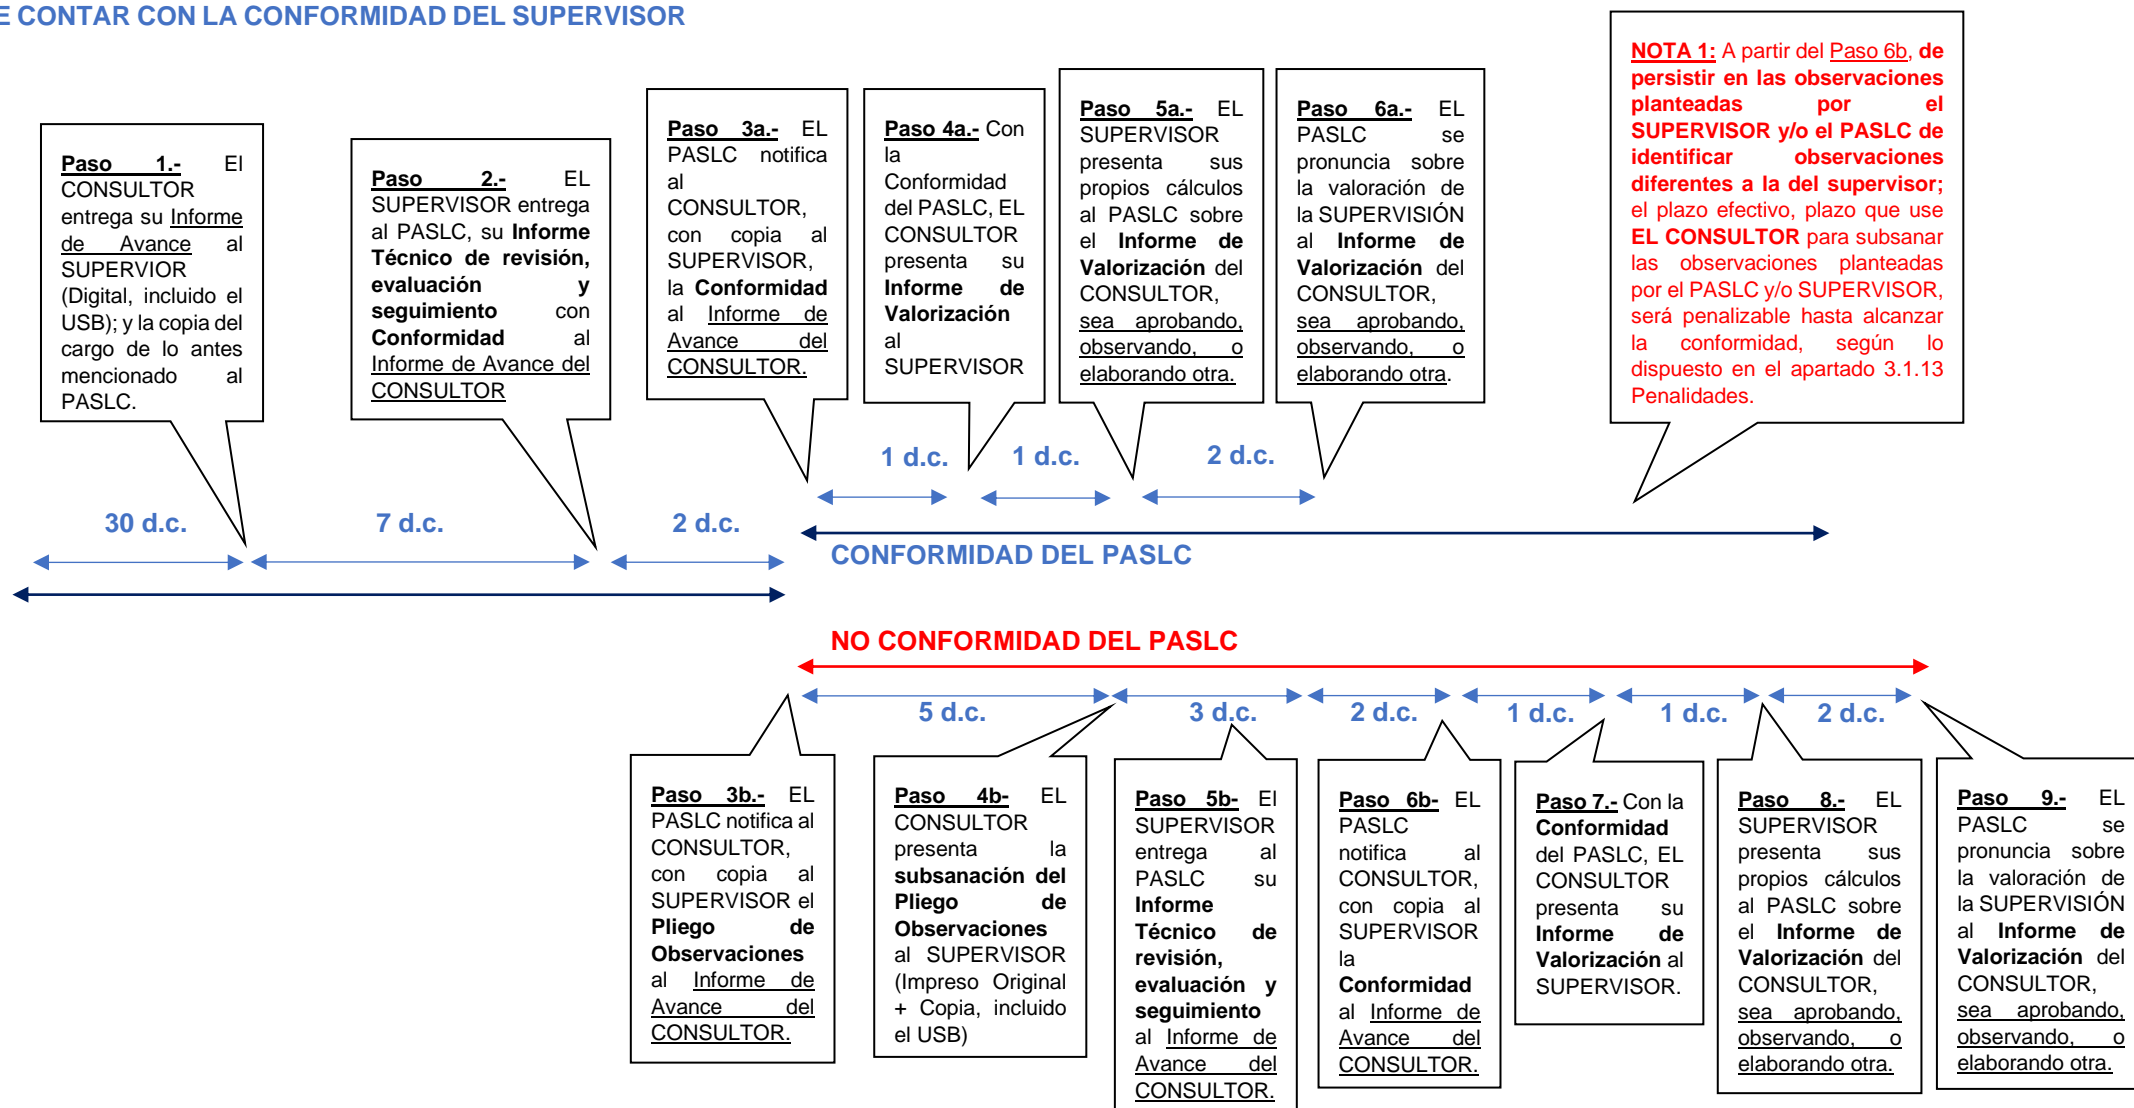 E CONTAR CON LA CONFORMIDAD DEL SUPERVISOR
Paso 1.- El
CONSULTOR
entrega su Informe
de Avance al
SUPERVIOR
(Digital, incluido el
USB); y la copia del
cargo de lo antes
mencionado al
PASLC.
Paso 2.- EL
SUPERVISOR entrega
al PASLC, su Informe
Técnico de revisión,
evaluación y
seguimiento con
Conformidad al
Informe de Avance del
CONSULTOR
Paso 3a.- EL
PASLC notifica
al
CONSULTOR,
con copia al
SUPERVISOR,
la Conformidad
al Informe de
Avance del
CONSULTOR.
Paso 4a.- Con
la
Conformidad
del PASLC, EL
CONSULTOR
presenta su
Informe de
Valorización
al
SUPERVISOR
Paso 5a.- EL
SUPERVISOR
presenta sus
propios cálculos
al PASLC sobre
el Informe de
Valorización del
CONSULTOR,
sea aprobando,
observando, o
elaborando otra.
Paso 6a.- EL
PASLC se
pronuncia sobre
la valoración de
la SUPERVISIÓN
al Informe de
Valorización del
CONSULTOR,
sea aprobando,
observando, o
elaborando otra.
NOTA 1: A partir del Paso 6b, de
persistir en las observaciones
planteadas por el
SUPERVISOR y/o el PASLC de
identificar observaciones
diferentes a la del supervisor;
el plazo efectivo, plazo que use
EL CONSULTOR para subsanar
las observaciones planteadas
por el PASLC y/o SUPERVISOR,
será penalizable hasta alcanzar
la conformidad, según lo
dispuesto en el apartado 3.1.13
Penalidades.
1 d.c.
1 d.c.
2 d.c.
30 d.c.
7 d.c.
2 d.c.
CONFORMIDAD DEL PASLC
NO CONFORMIDAD DEL PASLC
5 d.c.
3 d.c.
2 d.c.
1 d.c.
1 d.c.
2 d.c.
Paso 3b.- EL
PASLC notifica al
CONSULTOR,
con copia al
SUPERVISOR el
Pliego de
Observaciones
al Informe de
Avance del
CONSULTOR.
Paso 4b- EL
CONSULTOR
presenta la
subsanación del
Pliego de
Observaciones
al SUPERVISOR
(Impreso Original
+ Copia, incluido
el USB)
Paso 5b- El
SUPERVISOR
entrega al
PASLC su
Informe
Técnico de
revisión,
evaluación y
seguimiento
al Informe de
Avance del
CONSULTOR.
Paso 6b- EL
PASLC
notifica al
CONSULTOR,
con copia al
SUPERVISOR
la
Conformidad
al Informe de
Avance del
CONSULTOR.
Paso 7.- Con la
Conformidad
del PASLC, EL
CONSULTOR
presenta su
Informe de
Valorización al
SUPERVISOR.
Paso 8.- EL
SUPERVISOR
presenta sus
propios cálculos
al PASLC sobre
el Informe de
Valorización del
CONSULTOR,
sea aprobando,
observando, o
elaborando otra.
Paso 9.- EL
PASLC se
pronuncia sobre
la valoración de
la SUPERVISIÓN
al Informe de
Valorización del
CONSULTOR,
sea aprobando,
observando, o
elaborando otra.